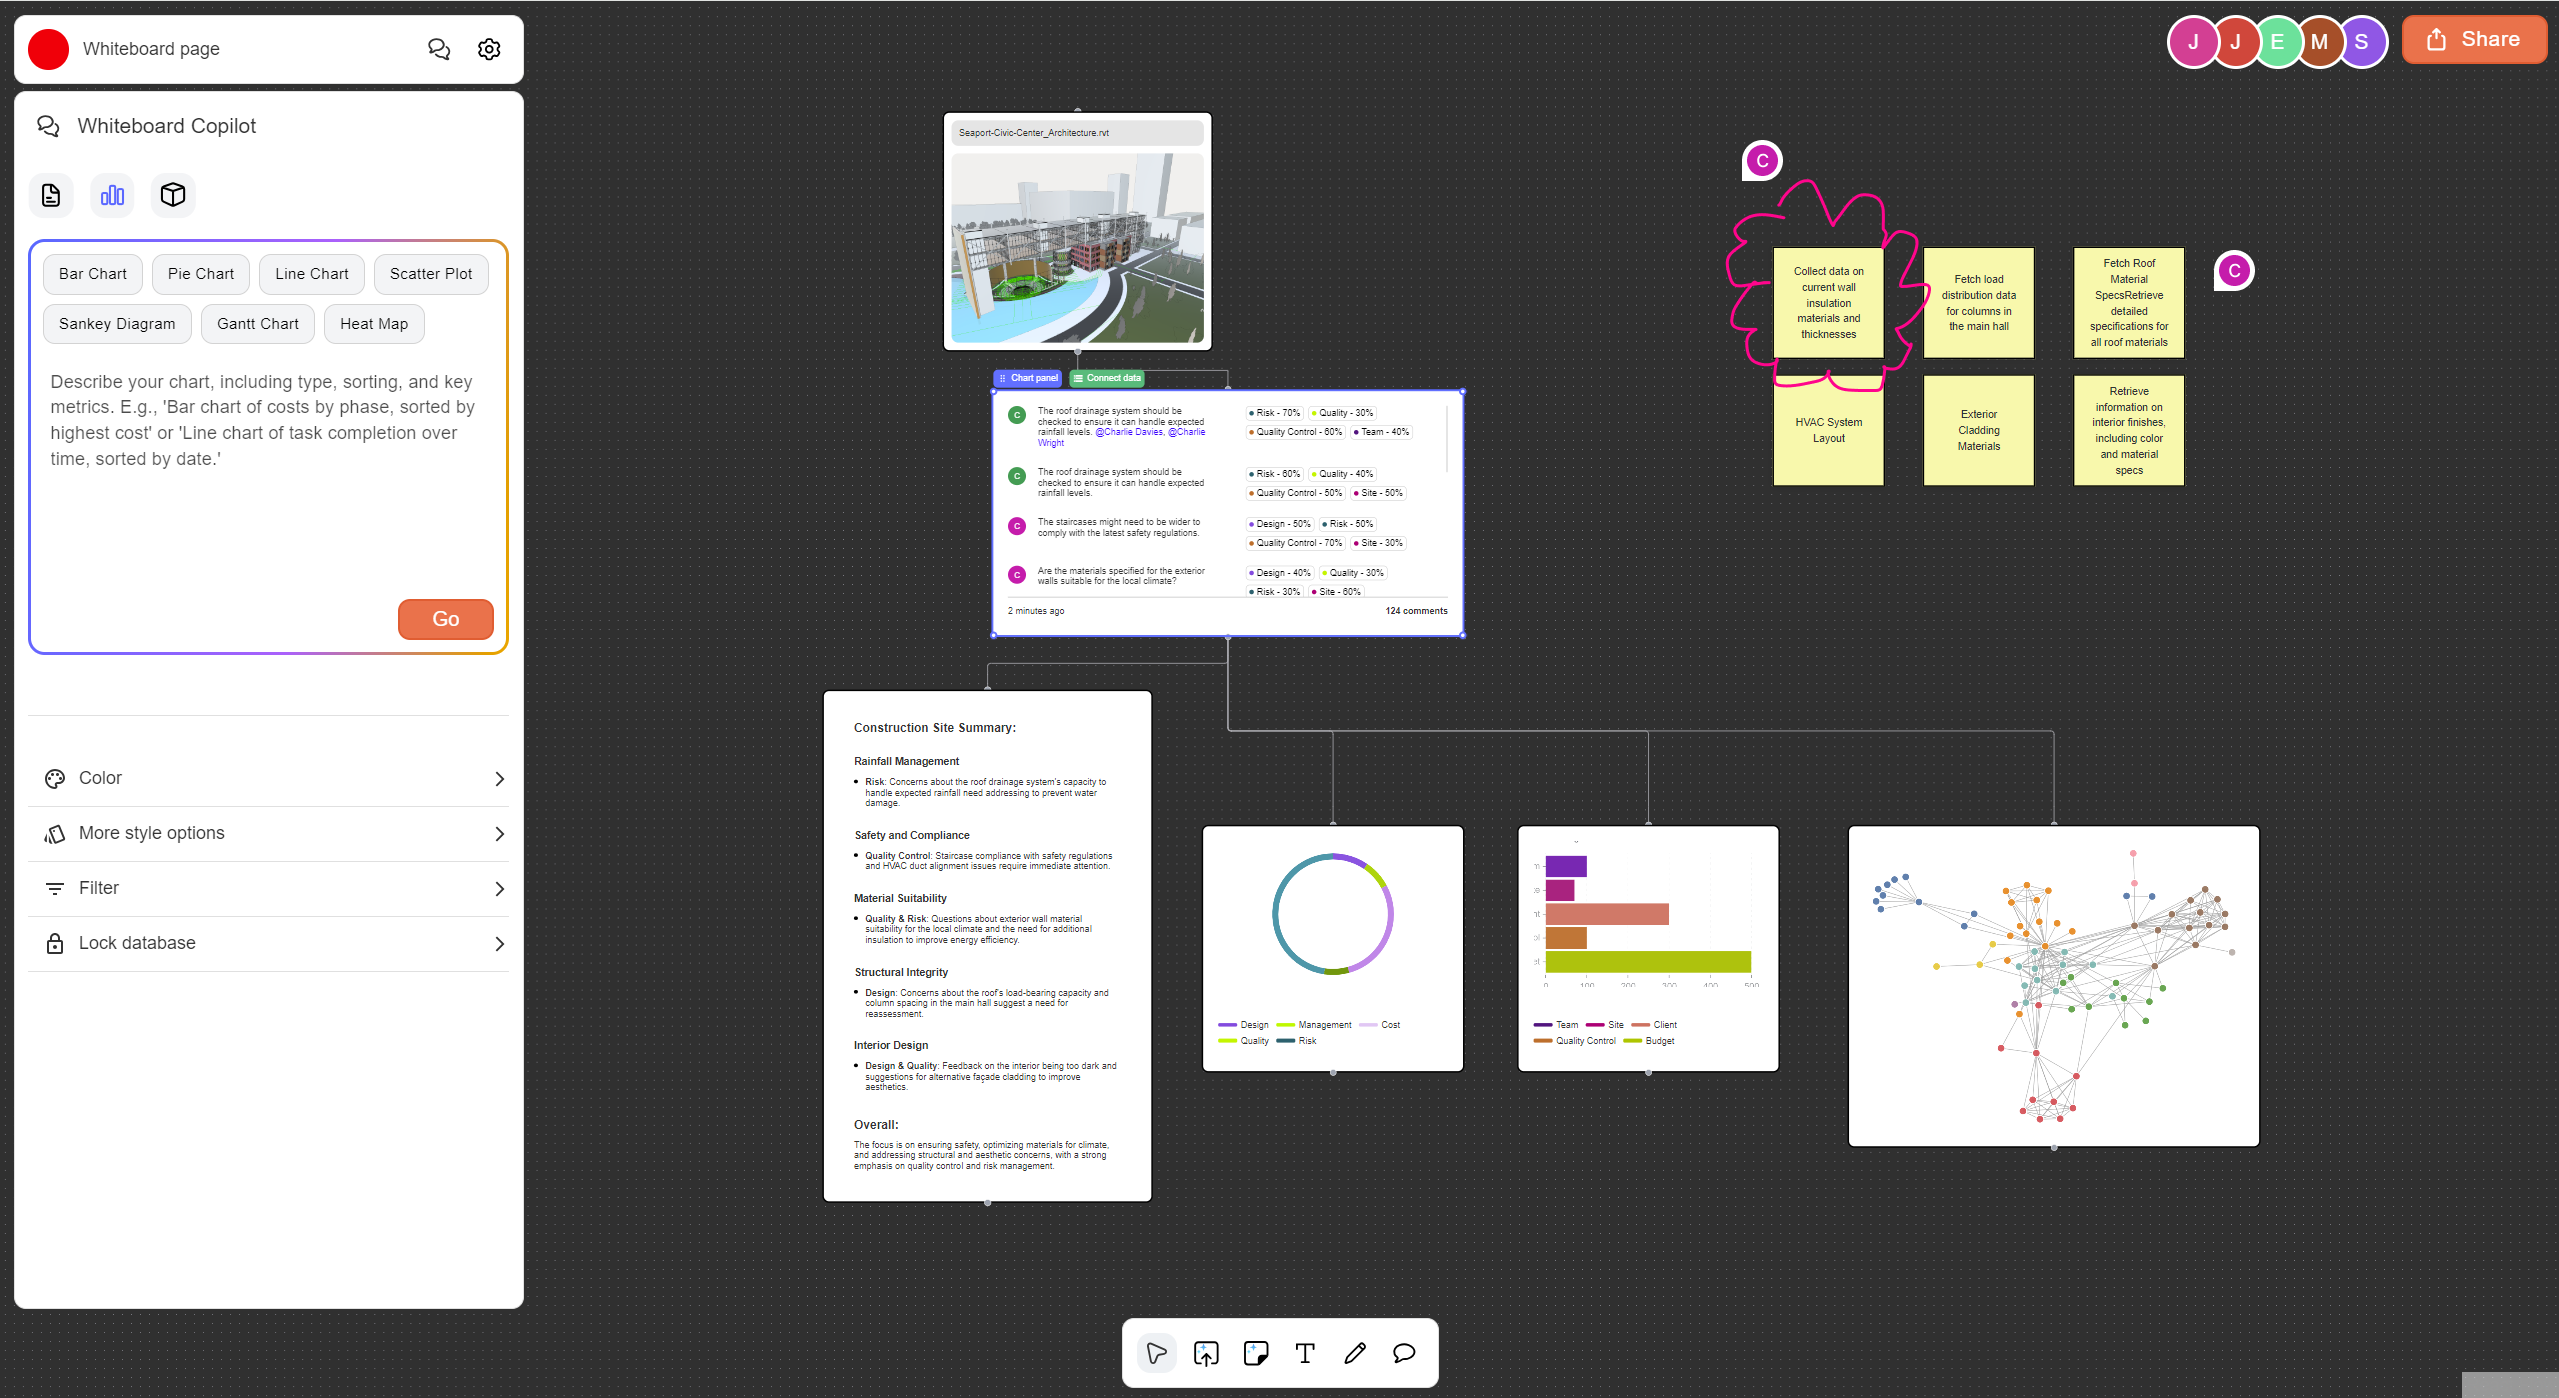 Whiteboard page
J
J
E
M
S
Share
Whiteboard Copilot
Bar Chart
Pie Chart
Line Chart
Scatter Plot
Sankey Diagram
Gantt Chart
Heat Map
Describe your chart, including type, sorting, and key
metrics. E.g., 'Bar chart of costs by phase, sorted by
highest cost' or 'Line chart of task completion over
time, sorted by date.'
Go
Color
More style options
Filter
Lock database
Seaport-Civic-Center_Architecture.rvt
Chart panel
Connect data
C
The roof drainage system should be
checked to ensure it can handle expected
rainfall levels. @Charlie Davies, @Charlie
Wright
Risk - 70%
Quality - 30%
Quality Control - 60%
Team - 40%
C
The roof drainage system should be
checked to ensure it can handle expected
rainfall levels.
Risk - 60%
Quality - 40%
Quality Control - 50%
Site - 50%
C
The staircases might need to be wider to
comply with the latest safety regulations.
Design - 50%
Risk - 50%
Quality Control - 70%
Site - 30%
C
Are the materials specified for the exterior
walls suitable for the local climate?
Design - 40%
Quality - 30%
Risk - 30%
Site - 60%
2 minutes ago
124 comments
C
Collect data on
current wall
insulation
materials and
thicknesses
Fetch load
distribution data
for columns in
the main hall
Fetch Roof
Material
SpecsRetrieve
detailed
specifications for
all roof materials
C
HVAC System
Layout
Exterior
Cladding
Materials
Retrieve
information on
interior finishes,
including color
and material
specs
Construction Site Summary:
Rainfall Management
Risk: Concerns about the roof drainage system's capacity to
handle expected rainfall need addressing to prevent water
damage.
Safety and Compliance
Quality Control: Staircase compliance with safety regulations
and HVAC duct alignment issues require immediate attention.
Material Suitability
Quality & Risk: Questions about exterior wall material
suitability for the local climate and the need for additional
insulation to improve energy efficiency.
Structural Integrity
Design: Concerns about the roof's load-bearing capacity and
column spacing in the main hall suggest a need for
reassessment.
Interior Design
Design & Quality: Feedback on the interior being too dark and
suggestions for alternative façade cladding to improve
aesthetics.
Overall:
The focus is on ensuring safety, optimizing materials for climate,
and addressing structural and aesthetic concerns, with a strong
emphasis on quality control and risk management.
Design
Management
Cost
Quality
Risk
0
100
200
300
400
500
Team
Site
Client
Quality Control
Budget